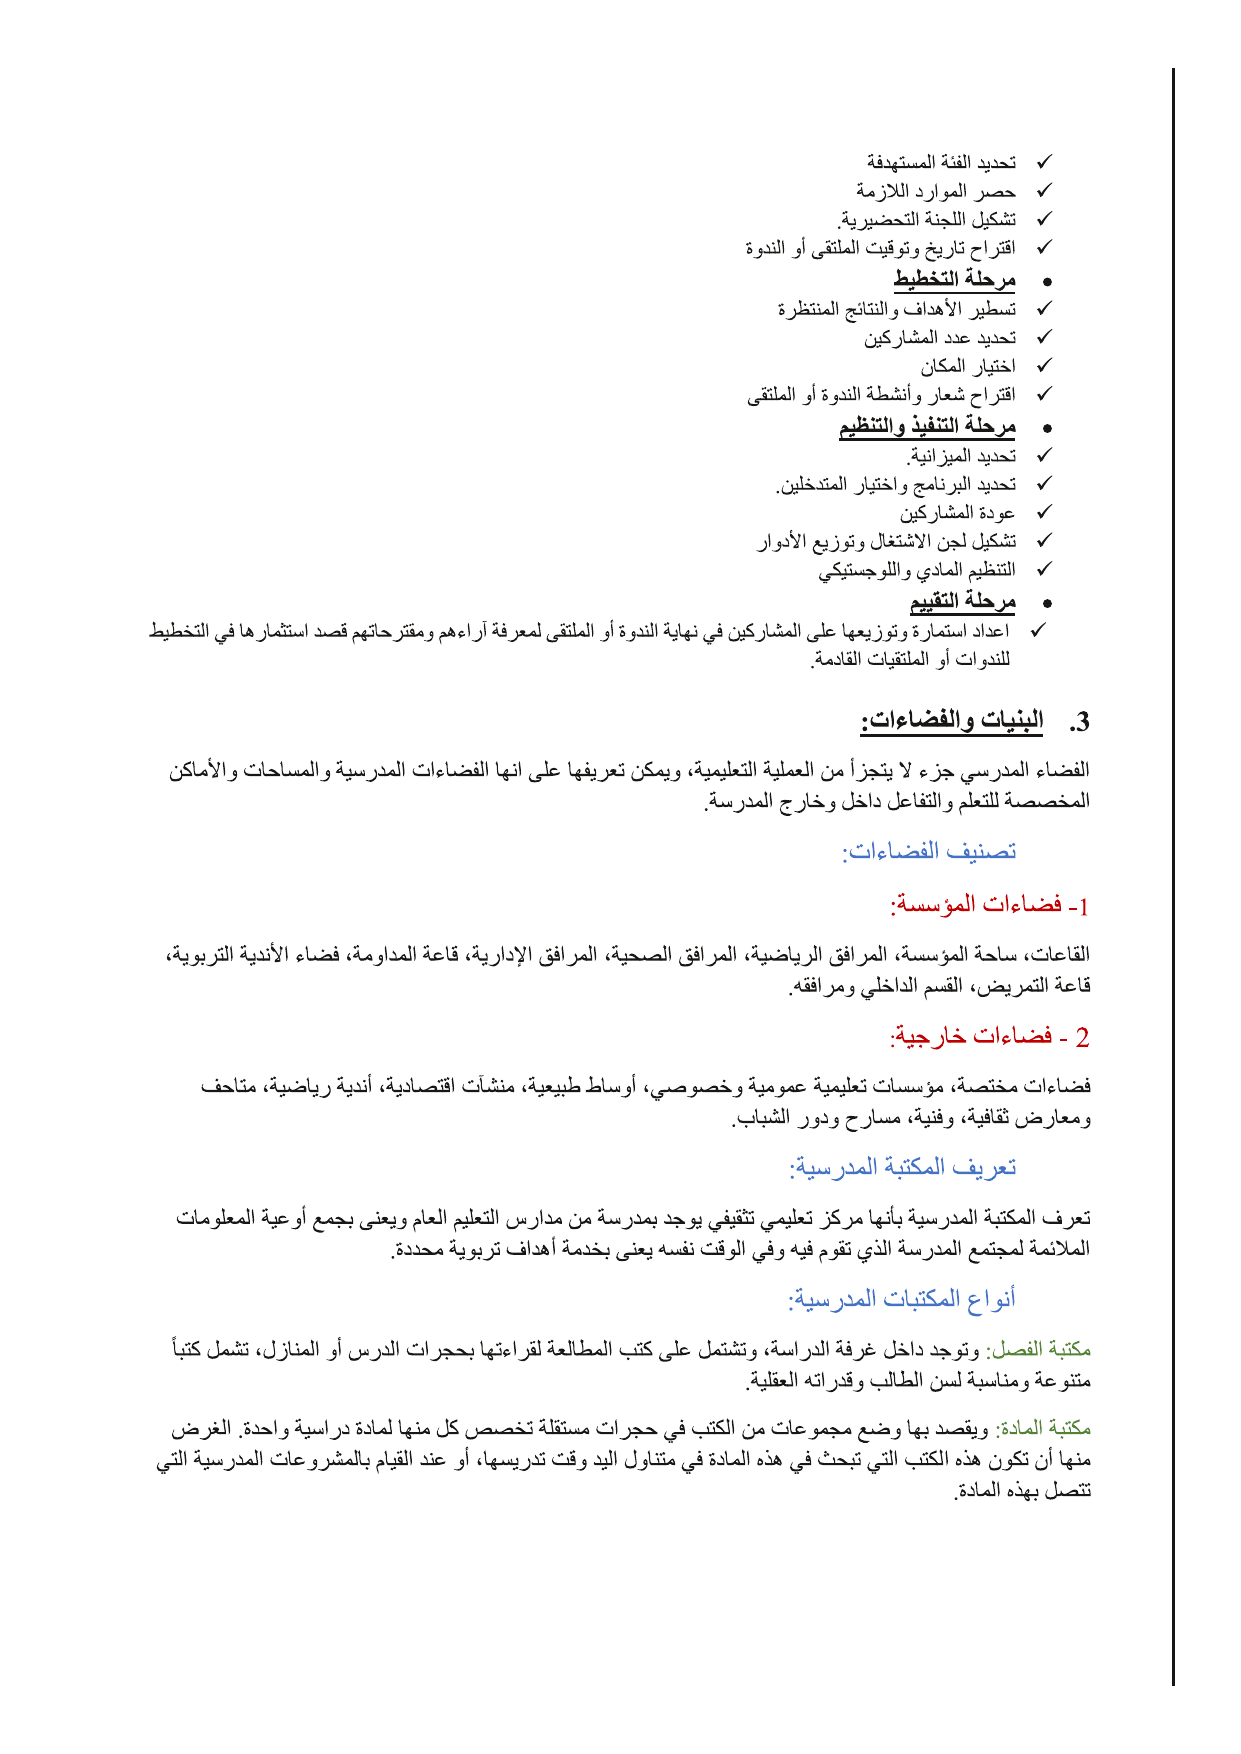 ✓ تحديد الفئة المستهدفة
✓ حصر الموارد اللازمة
✓ تشكيل اللجنة التحضيرية.
✓ اقتراح تاريخ وتوقيت الملتقى أو الندوة
• مرحلة التخطيط
✓ تسطير الأهداف والنتائج المنتظرة
✓ تحديد عدد المشاركين
✓ اختيار المكان
✓ اقتراح شعار وأنشطة الندوة أو الملتقى
• مرحلة التنفيذ والتنظيم
✓ تحديد الميزانية.
✓ تحديد البرنامج واختيار المتدخلين.
✓ عودة المشاركين
✓ تشكيل لجن الاشتغال وتوزيع الأدوار
✓ التنظيم المادي واللوجستيكي
• مرحلة التقييم
✓ اعداد استمارة وتوزيعها على المشاركين في نهاية الندوة أو الملتقى لمعرفة آراءهم ومقترحاتهم قصد استثمارها في التخطيط
للندوات أو الملتقيات القادمة.
3. البنيات والفضاءات:
الفضاء المدرسي جزء لا يتجزأ من العملية التعليمية، ويمكن تعريفها على انها الفضاءات المدرسية والمساحات والأماكن
المخصصة للتعلم والتفاعل داخل وخارج المدرسة.
تصنيف الفضاءات:
1- فضاءات المؤسسة:
القاعات، ساحة المؤسسة، المرافق الرياضية، المرافق الصحية، المرافق الإدارية، قاعة المداومة، فضاء الأندية التربوية،
قاعة التمريض، القسم الداخلي ومرافقه.
2 - فضاءات خارجية:
فضاءات مختصة، مؤسسات تعليمية عمومية وخصوصي، أوساط طبيعية، منشآت اقتصادية، أندية رياضية، متاحف
ومعارض ثقافية، وفنية، مسارح ودور الشباب.
تعريف المكتبة المدرسية:
تعرف المكتبة المدرسية بأنها مركز تعليمي تثقيفي يوجد بمدرسة من مدارس التعليم العام ويعنى بجمع أوعية المعلومات
الملائمة لمجتمع المدرسة الذي تقوم فيه وفي الوقت نفسه يعنى بخدمة أهداف تربوية محددة.
أنواع المكتبات المدرسية:
مكتبة الفصل: وتوجد داخل غرفة الدراسة، وتشتمل على كتب المطالعة لقراءتها بحجرات الدرس أو المنازل، تشمل كتباً
متنوعة ومناسبة لسن الطالب وقدراته العقلية.
مكتبة المادة: ويقصد بها وضع مجموعات من الكتب في حجرات مستقلة تخصص كل منها لمادة دراسية واحدة. الغرض
منها أن تكون هذه الكتب التي تبحث في هذه المادة في متناول اليد وقت تدريسها، أو عند القيام بالمشروعات المدرسية التي
تتصل بهذه المادة.